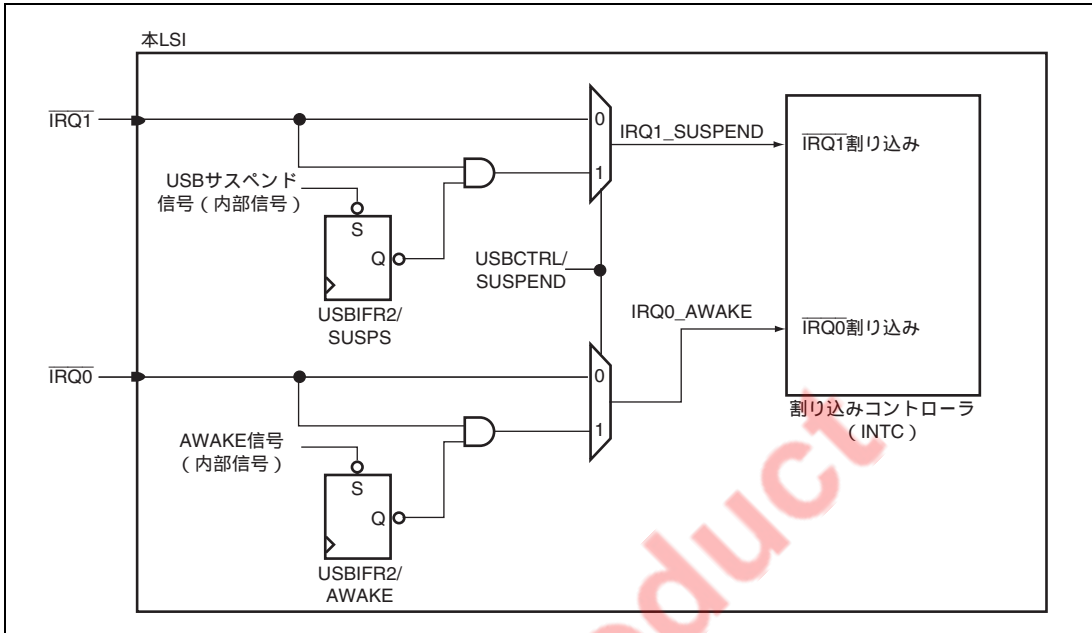 本LSI
IRQ1
0
IRQ1_SUSPEND
IRQ1割り込み
1
USBサスペンド
信号（内部信号）
S
Q
USBCTRL/
SUSPEND
USBIFR2/
SUSPS
IRQ0_AWAKE
IRQ0割り込み
IRQ0
0
割り込みコントローラ
（INTC）
1
AWAKE信号
（内部信号）
S
Q
USBIFR2/
AWAKE
oduct